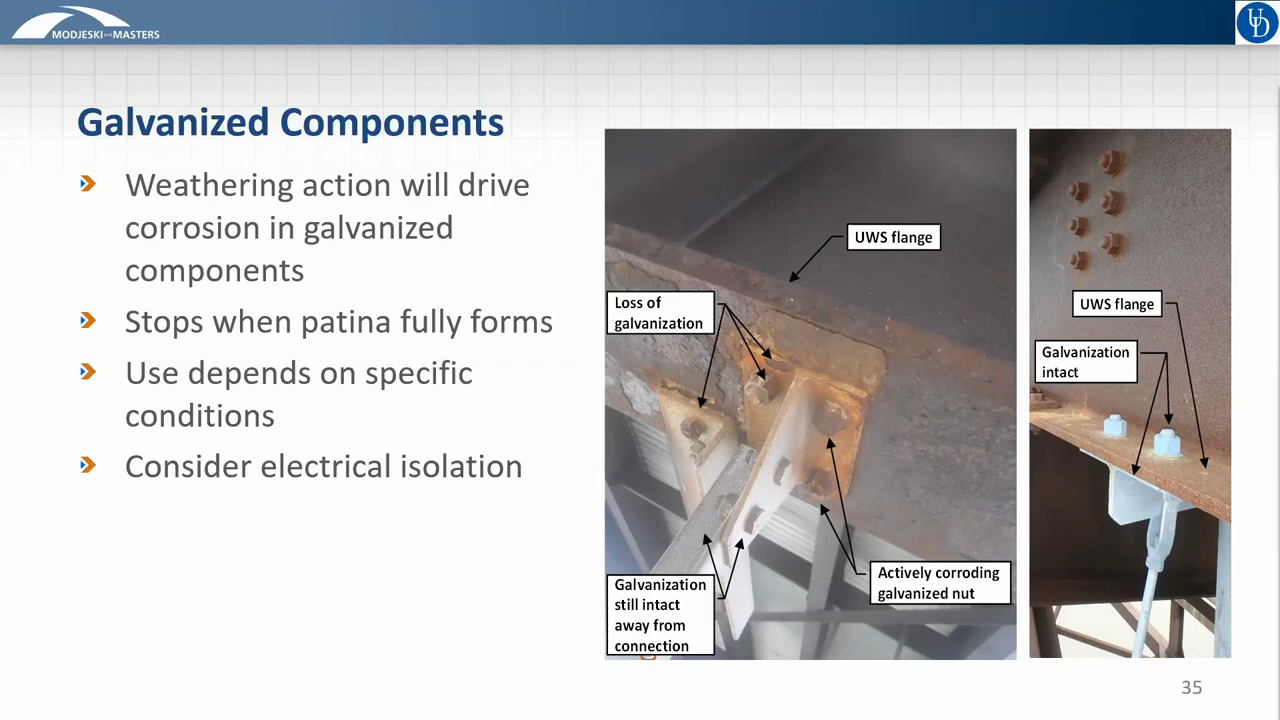 MODJESKI and MASTERS
UD
Galvanized Components
Weathering action will drive
corrosion in galvanized
components
Stops when patina fully forms
Use depends on specific
conditions
Consider electrical isolation
UWS flange
Loss of
galvanization
Galvanization
still intact
away from
connection
Actively corroding
galvanized nut
UWS flange
Galvanization
intact
35